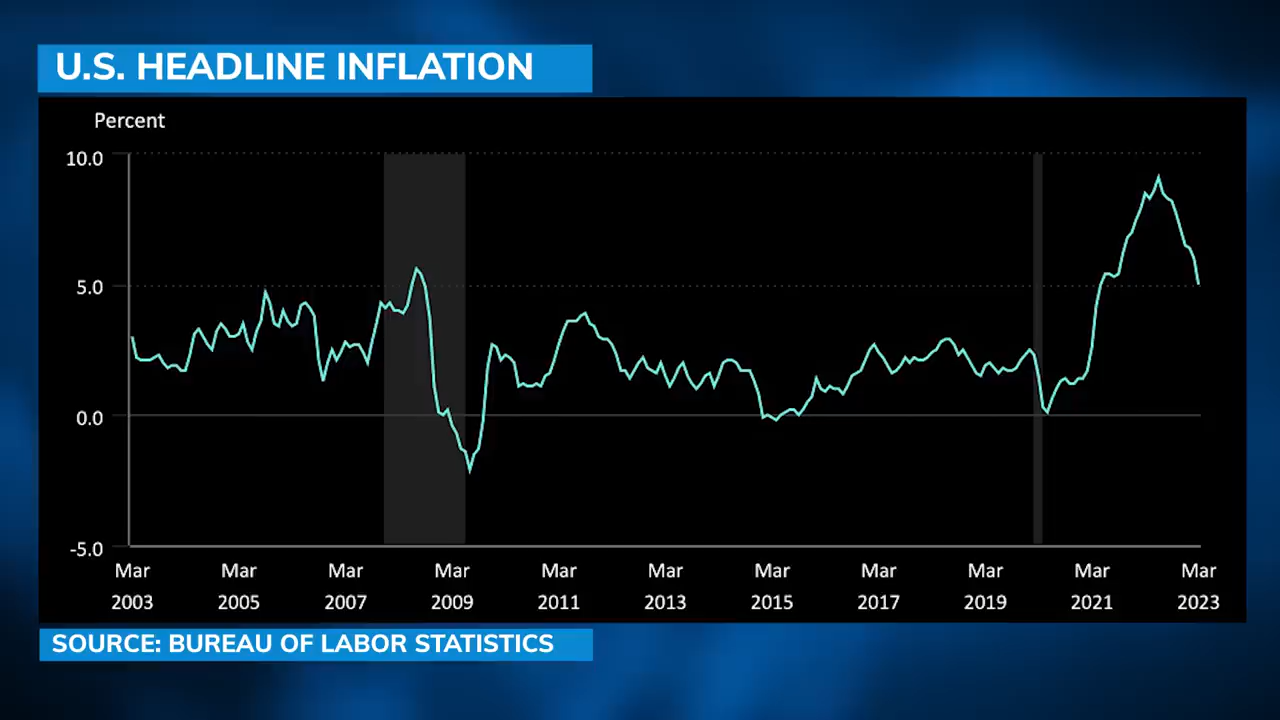 U.S. HEADLINE INFLATION
Percent
10.0
5.0
0.0
-5.0
Mar Mar Mar Mar Mar Mar Mar Mar Mar Mar Mar
2003 2005 2007 2009 2011 2013 2015 2017 2019 2021 2023
SOURCE: BUREAU OF LABOR STATISTICS